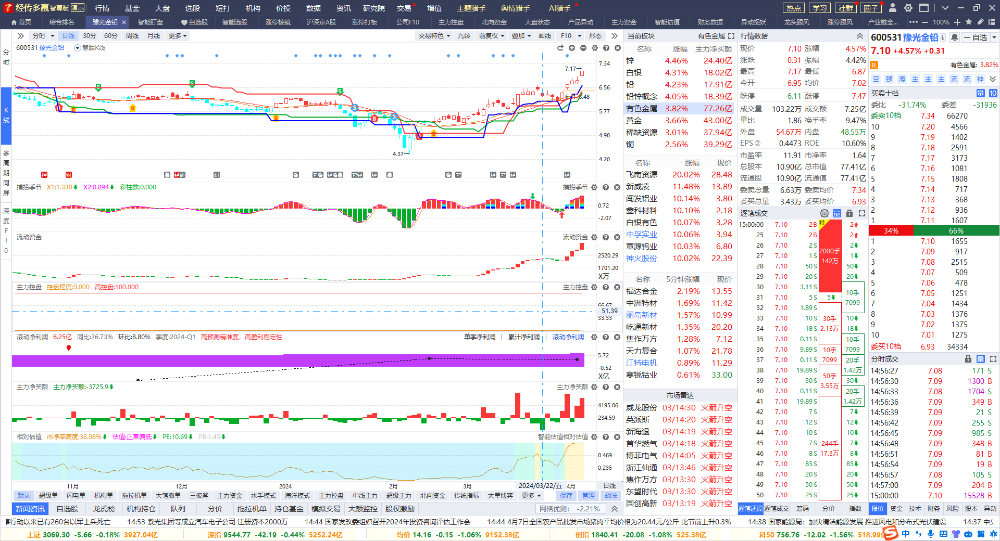 经传多赢 智尊版 演示 行情 基金 大盘 选股 短打 机构 价投 数据 资讯 研究院 交易 增值 主题猎手 舆情猎手 AI猎手 热点 学习 社群 圈子
首页 综合排名 豫光金铅 × 智能盯盘 自选股 智能选股 涨停棱镜 沪深京A股 涨停打板 公司F10 主力控盘 北向资金 大盘状态 产品异动 主力资金 智能估值 财务数据 异动捉妖 龙头跟风 涨停跟风 产业链全... 100%
分时 日线 30分 60分 周线 月线 更多 交易特色 九转 前复权 叠加 画线 F10 形态
600531 豫光金铅 慧眼K线
分时
K线
多周期同屏
深度F10
7.34
6.56
5.77
4.98
4.20
7.17
4.37
捕捞季节 X1:1.330 X2:0.894 彩柱数:0.000 捕捞季节
0.72
-2.07
流动资金 流动资金
2520.29
1701.20
X万
主力控盘 控盘程度:0.000 高控盘:100.000 主力控盘
66.67
51.39
33.33
滚动净利润 6.25亿 同比:26.73% 环比:8.80% 季度:2024-Q1 高预测精准度，高盈利稳定性 单季净利润 | 累计净利润 | 滚动净利润
5.72
-0.52
X亿
主力净买额 主力净买额:-3725.9 主力净买额
4195.06
234.59
相对估值 市净率高度:36.08% 估值:正常偏低 PE:10.69 PB:1.45 智能估值相对估值
0.469
0.235
11月 12月 2024 2月 3月 2024/03/22/五 4月 日线
默认 超级单 闪电单 机构单 拖拉机单 大笔撤单 三板斧 主力资金 水手模式 海洋模式 主力控盘 中线主力 超级主力 北向资金 传统指标 大单博弈 更多 保存 管理 战法
新闻资讯 自选股 龙虎榜 机构持仓 队列 分价 拖拉机单 持仓基金 模拟交易 大额监控 股权激励 网格优测: -2.21%
当前板块 有色金属
名称 涨幅 主力净买额
锌 4.46% 24.40亿
白银 4.31% 18.02亿
铅 4.23% 17.91亿
铅锌概念 4.05% 18.39亿
有色金属 3.82% 77.26亿
黄金 3.66% 43.00亿
稀缺资源 3.01% 37.94亿
铜 2.56% 39.29亿
名称 涨幅 现价
飞南资源 20.02% 28.48
新威凌 11.48% 13.89
闽发铝业 10.14% 3.80
鑫科材料 10.10% 2.18
白银有色 10.07% 3.28
中孚实业 10.06% 3.94
章源钨业 10.03% 6.80
神火股份 10.02% 22.39
名称 5分钟涨幅 现价
福达合金 2.19% 13.55
中洲特材 1.69% 11.42
丽岛新材 1.57% 10.99
屹通新材 1.35% 20.20
焦作万方 1.28% 7.12
天力复合 1.07% 21.78
江特电机 0.89% 11.29
寒锐钴业 0.61% 33.00
市场雷达
威龙股份 03/14:30 火箭升空
英派斯 03/14:20 火箭升空
新海退 03/14:19 火箭升空
首华燃气 03/14:18 火箭升空
博菲电气 03/14:05 火箭升空
浙江仙通 03/13:46 火箭升空
焦作万方 03/13:30 火箭升空
东望时代 03/13:30 火箭升空
国创高新 03/13:19 火箭升空
行情数据
现价 7.10 涨幅 4.57%
涨跌 0.31 振幅 4.42%
最高 7.17 最低 6.87
今开 6.95 均价 7.02
跌停 6.11 涨停 7.47
成交量 103.22万 成交额 7.25亿
量比 1.86 换手率 9.47%
外盘 54.67万 内盘 48.55万
EPS③ 0.4473 ROE 10.60%
市盈率 11.91 市净率 1.64
总股本 10.90亿 总市值 77.41亿
流通股 10.90亿 流通值 77.41亿
委卖总量 6.63万 委卖均价 7.34
委买总量 3.43万 委买均价 6.93
逐笔成交 单 量
15:00:00 7.10 2 B 2
25 7.10 2 B 2
26 7.10 2 S 2
27 7.10 1 S 1
28 7.10 50 S 50
29 7.10 20 S 20
30 7.10 3.11 S
31 7.10 5 S 5
32 7.10 1.89 S
33 7.10 10 S 10
34 7.10 18 S 18
35 7.10 0.11 S
36 7.10 9.89 S
37 7.10 0.11 S
38 7.10 19.89 S
39 7.10 30 S 30
40 7.10 0.11 S
41 7.10 19.89 S
42 7.10 7 S 7
43 7.10 12 S 12
44 7.10 10 S 10
45 7.10 7 S 7
46 7.10 8 S 8
47 7.10 85 S 85
48 7.10 20 S 20
49 7.10 50 S 50
50 7.10 25 S 25
特
2000手
142万
30手
2.13万
10手
7099
50手
3.55万
244手
17.3万
10手
7099
10手
7099
20手
1.42万
20手
1.42万
逐笔还原 逐笔成交 筹码 分价 指数
600531 豫光金铅 自选
7.10 +4.57% +0.31
R 有色金属: 3.82%
空 强 海 主 主 主 流 流 神
买卖十档 量 10
委比 -31.74% 委差 -31936
委卖10档 7.34 66270
10 7.20 4566
9 7.19 1402
8 7.18 2591
7 7.17 3173
6 7.16 1081
5 7.15 1808
4 7.14 717
3 7.13 368
2 7.12 936
1 7.11 1607
34% 66%
1 7.10 1655
2 7.09 917
3 7.08 2515
4 7.07 509
5 7.06 478
6 7.05 1251
7 7.04 1434
8 7.03 1376
9 7.02 1375
10 7.01 1275
委买10档 6.93 34334
分时成交 量
14:56:27 7.08 171 S
14:56:30 7.09 1300 B
14:56:33 7.08 1704 S
14:56:36 7.09 349 B
14:56:39 7.09 21 S
14:56:42 7.09 255 S
14:56:45 7.09 985 S
14:56:48 7.09 348 B
14:56:51 7.09 81 B
14:56:54 7.09 19 B
14:56:57 7.08 105 S
14:57:00 7.09 204 B
15:00:00 7.10 15528 B
报价 资金 技术 财务 风险 股本 异动
行动以来已有260名以军士兵死亡 14:53 紫光集团等成立汽车电子公司 注册资本2000万 14:44 国家发改委组织召开2024年投资咨询评估工作会 14:44 4月7日全国农产品批发市场猪肉平均价格为20.44元/公斤 比节前上升0.3% 14:38 国家能源局：加快清洁能源发展 推进风电和分布式光伏建设 14:37 中央
上证 3069.30 -5.66 -0.18% 3927.04亿 深指 9544.77 -42.19 -0.44% 5252.24亿 均价 14.16 -0.15 -1.06% 9152.38亿 创指 1840.41 -20.08 -1.08% 525.38亿 科50 756.76 -12.02 -1.56% 518.99亿 中